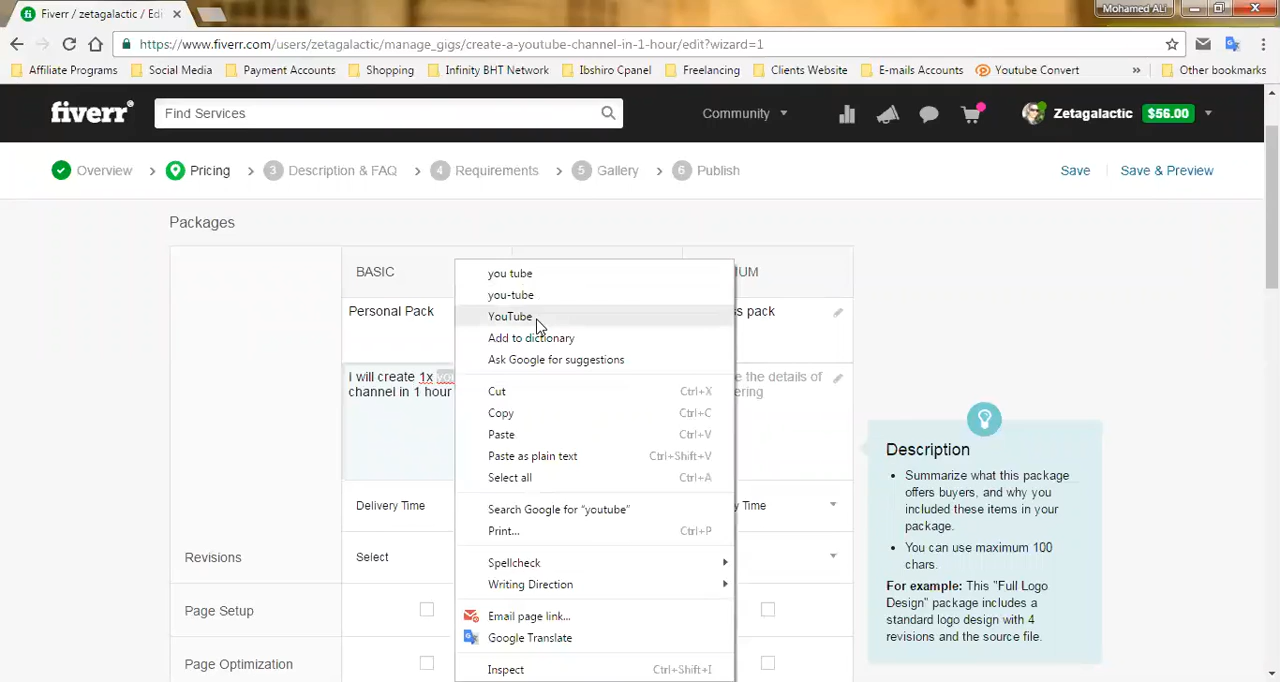 Fiverr / zetagalactic / Edi
Mohamed ALi
https://www.fiverr.com/users/zetagalactic/manage_gigs/create-a-youtube-channel-in-1-hour/edit?wizard=1
Affiliate Programs Social Media Payment Accounts Shopping Infinity BHT Network Ibshiro Cpanel Freelancing Clients Website E-mails Accounts Youtube Convert » Other bookmarks
fiverr® Find Services Community Zetagalactic $56.00
Overview Pricing 3 Description & FAQ 4 Requirements 5 Gallery 6 Publish Save Save & Preview
Packages
BASIC
Personal Pack
I will create 1x
channel in 1 hour
Delivery Time
Revisions Select
Page Setup
Page Optimization
you tube
you-tube
YouTube
Add to dictionary
Ask Google for suggestions
Cut Ctrl+X
Copy Ctrl+C
Paste Ctrl+V
Paste as plain text Ctrl+Shift+V
Select all Ctrl+A
Search Google for “youtube”
Print... Ctrl+P
Spellcheck
Writing Direction
Email page link...
Google Translate
Inspect Ctrl+Shift+I
UM
pack
the details of
ering
Time
Description
Summarize what this package
offers buyers, and why you
included these items in your
package.
You can use maximum 100
chars.
For example: This "Full Logo
Design" package includes a
standard logo design with 4
revisions and the source file.